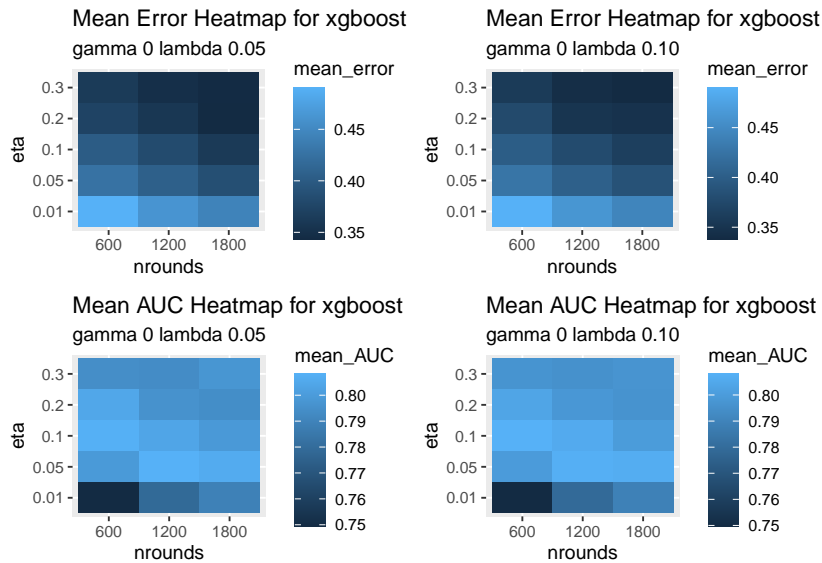 Mean Error Heatmap for xgboost
gamma 0 lambda 0.05
mean_error
0.45
0.40
0.35
eta
0.3
0.2
0.1
0.05
0.01
600 1200 1800
nrounds
Mean Error Heatmap for xgboost
gamma 0 lambda 0.10
mean_error
0.45
0.40
0.35
eta
0.3
0.2
0.1
0.05
0.01
600 1200 1800
nrounds
Mean AUC Heatmap for xgboost
gamma 0 lambda 0.05
mean_AUC
0.80
0.79
0.78
0.77
0.76
0.75
eta
0.3
0.2
0.1
0.05
0.01
600 1200 1800
nrounds
Mean AUC Heatmap for xgboost
gamma 0 lambda 0.10
mean_AUC
0.80
0.79
0.78
0.77
0.76
0.75
eta
0.3
0.2
0.1
0.05
0.01
600 1200 1800
nrounds